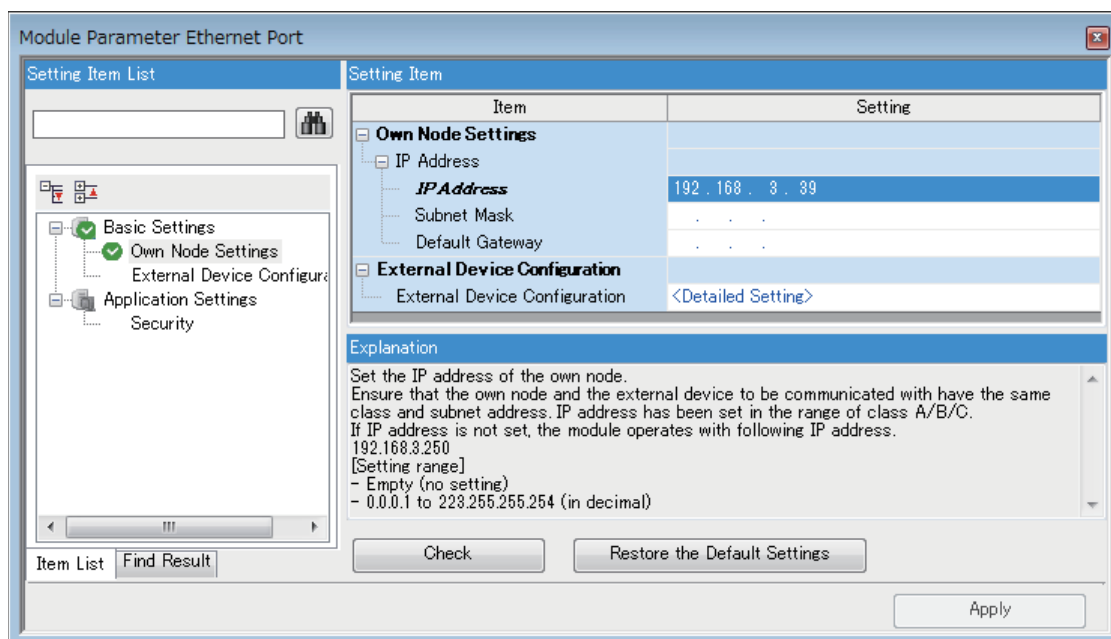 Module Parameter Ethernet Port
Setting Item List
Basic Settings
Own Node Settings
External Device Configura
Application Settings
Security
Item List
Find Result
Setting Item
Item Setting
Own Node Settings
IP Address
IP Address 192 . 168 . 3 . 39
Subnet Mask . . .
Default Gateway . . .
External Device Configuration
External Device Configuration <Detailed Setting>
Explanation
Set the IP address of the own node.
Ensure that the own node and the external device to be communicated with have the same
class and subnet address. IP address has been set in the range of class A/B/C.
If IP address is not set, the module operates with following IP address.
192.168.3.250
[Setting range]
- Empty (no setting)
- 0.0.0.1 to 223.255.255.254 (in decimal)
Check
Restore the Default Settings
Apply